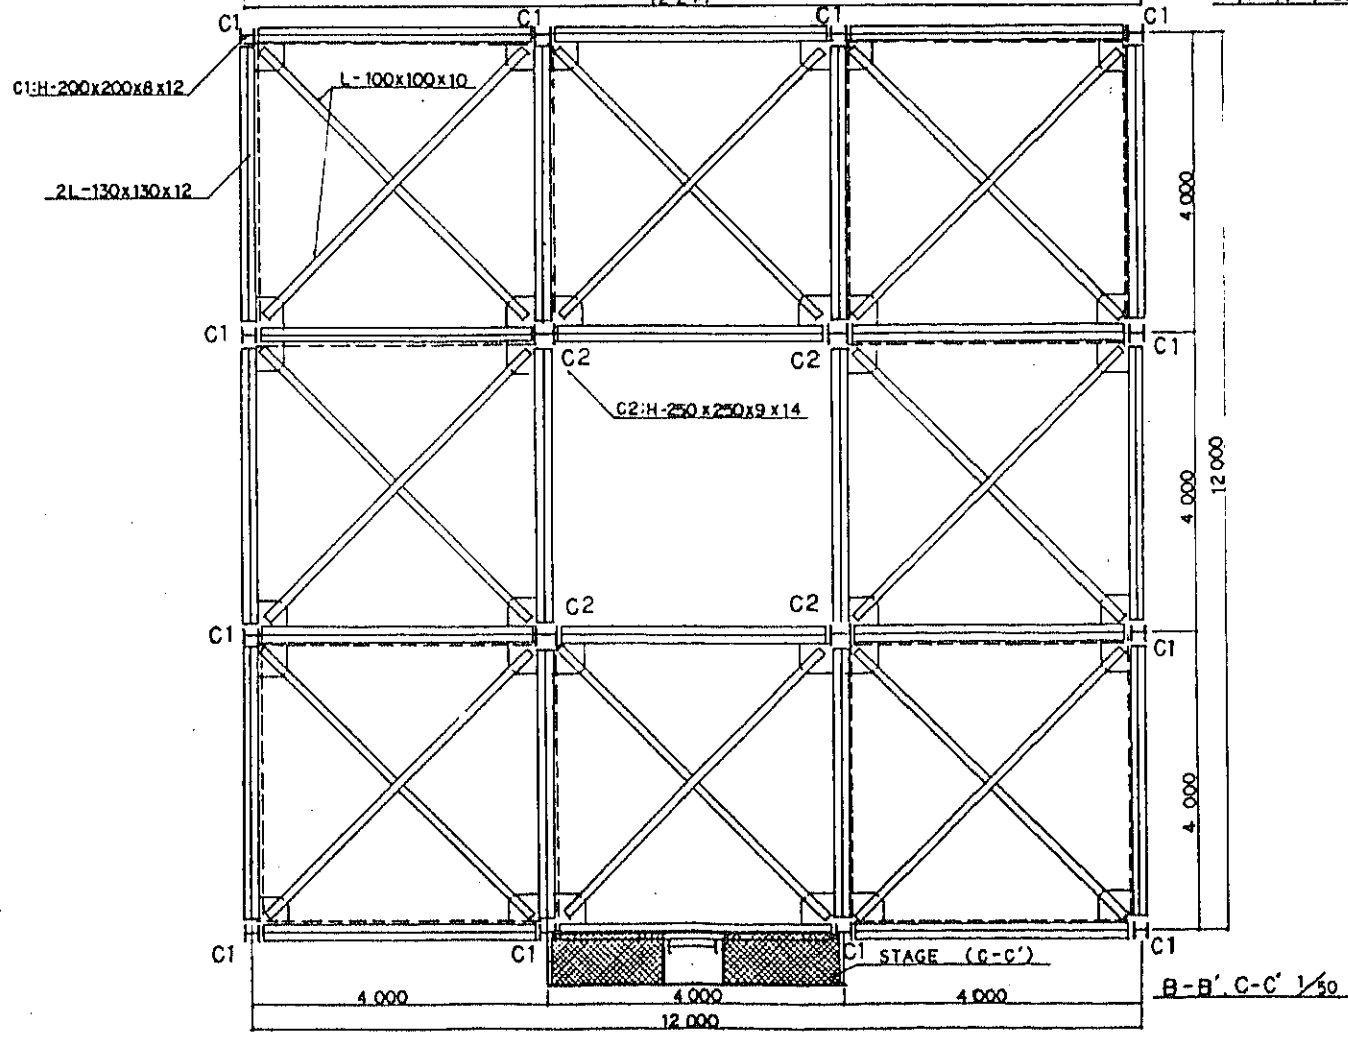 C1 C1 C1 C1
C1:H-200x200x8x12
L-100x100x10
2L-130x130x12
4 000
C1 C2 C2 C1
C2:H-250x250x9x14
4 000
12 000
C1 C2 C2 C1
4 000
C1 C1 C1 C1
STAGE (C-C')
4 000 4 000 4 000
B-B'. C-C' 1/50
12 000